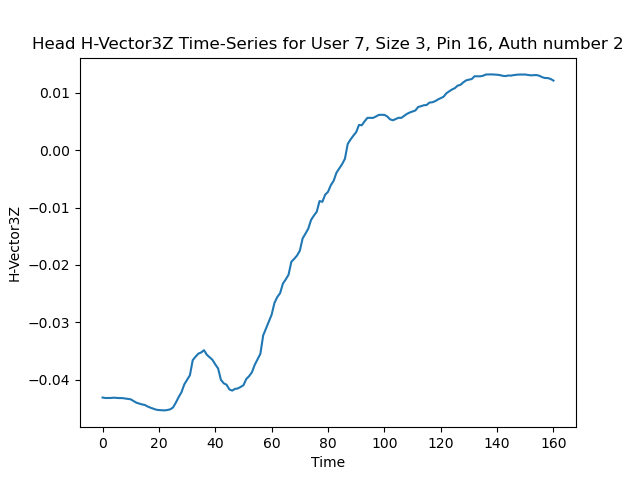 Head H-Vector3Z Time-Series for User 7, Size 3, Pin 16, Auth number 2
0.01
0.00
−0.01
−0.02
−0.03
−0.04
H-Vector3Z
0 20 40 60 80 100 120 140 160
Time